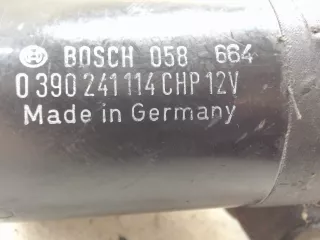 BOSCH 058 664
0 390 241 114 CHP 12V
Made in Germany